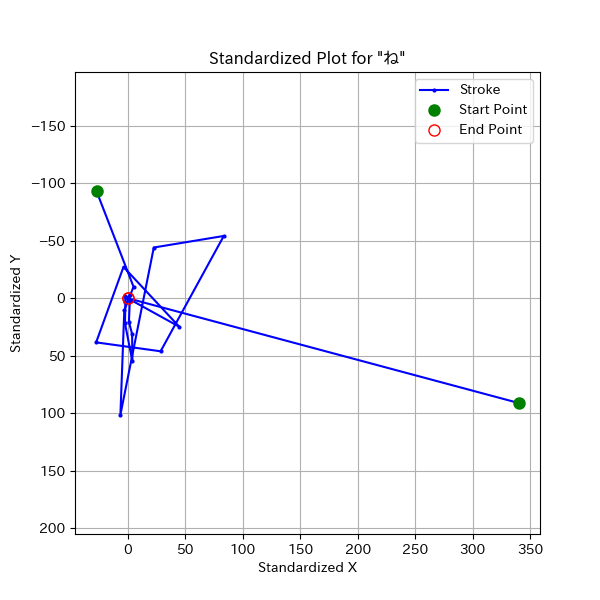 Standardized Plot for "ね"
Stroke
Start Point
End Point
−150
−100
−50
0
50
100
150
200
0 50 100 150 200 250 300 350
Standardized X
Standardized Y